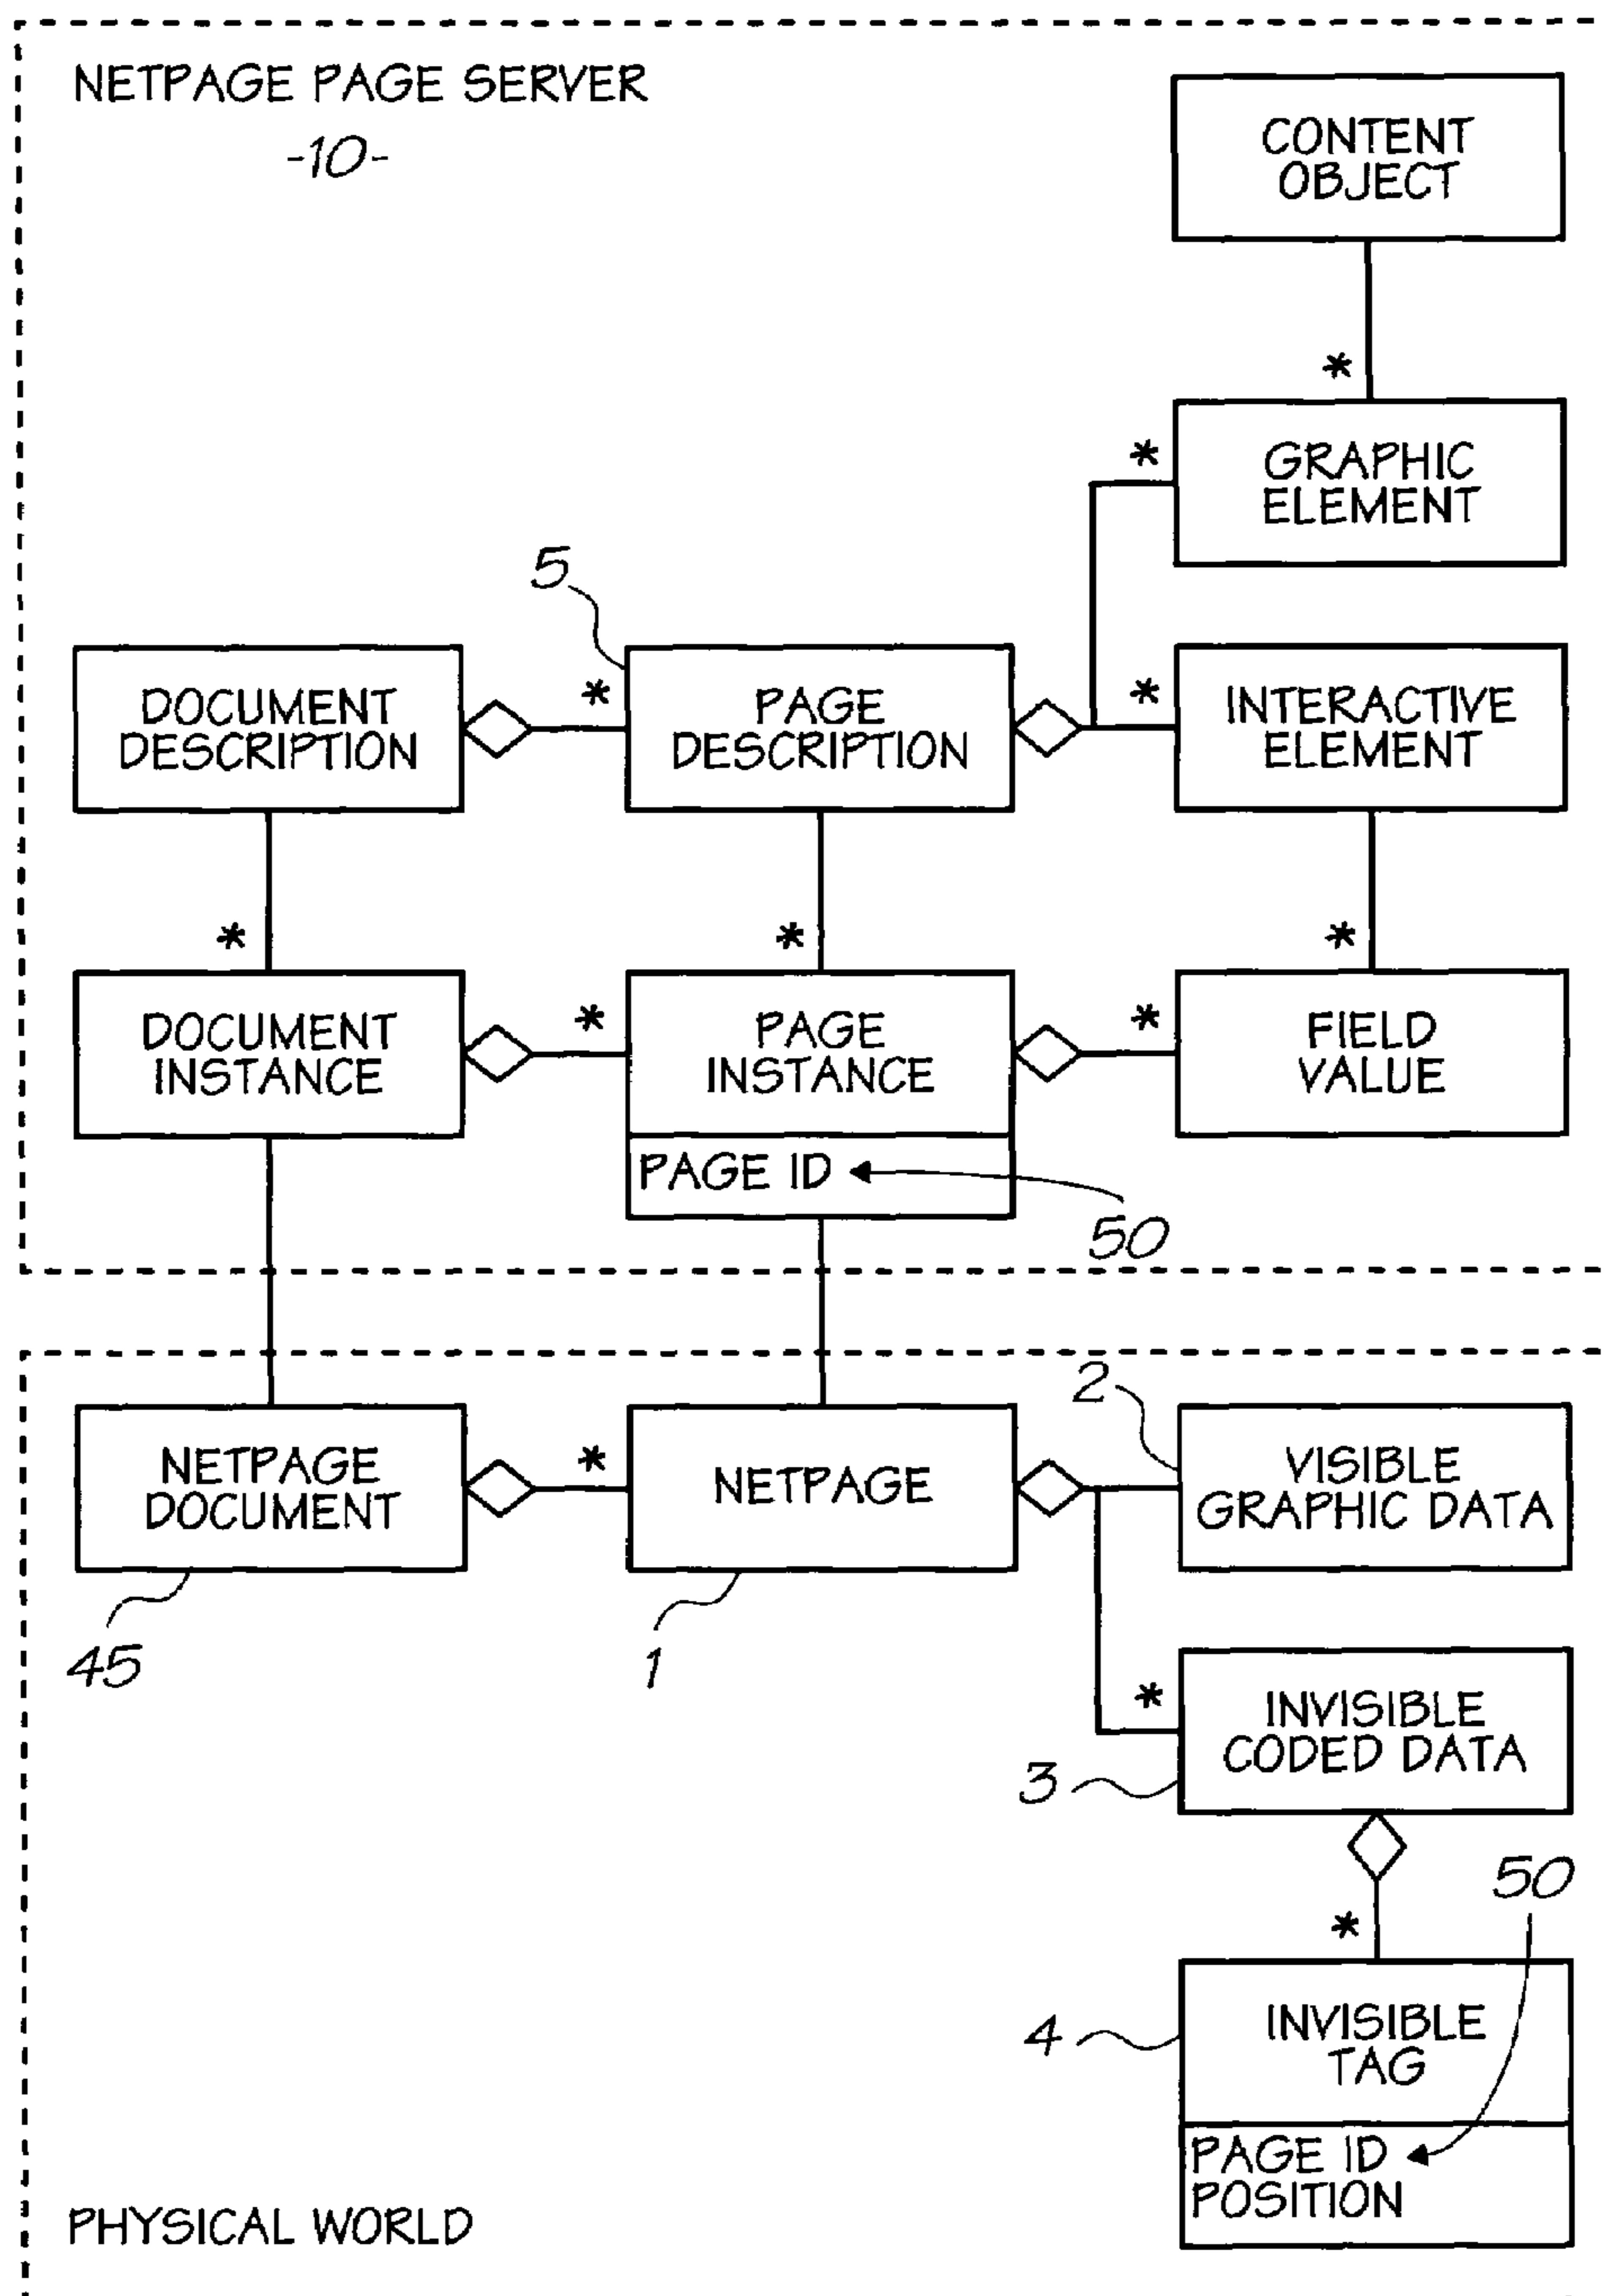 NETPAGE PAGE SERVER
-10-
CONTENT
OBJECT
*
*
GRAPHIC
ELEMENT
5
DOCUMENT
DESCRIPTION
*
PAGE
DESCRIPTION
*
INTERACTIVE
ELEMENT
*
*
*
DOCUMENT
INSTANCE
*
PAGE
INSTANCE
*
FIELD
VALUE
PAGE ID
50
2
NETPAGE
DOCUMENT
*
NETPAGE
VISIBLE
GRAPHIC DATA
45
1
*
INVISIBLE
CODED DATA
3
50
*
4
INVISIBLE
TAG
PAGE ID
POSITION
PHYSICAL WORLD